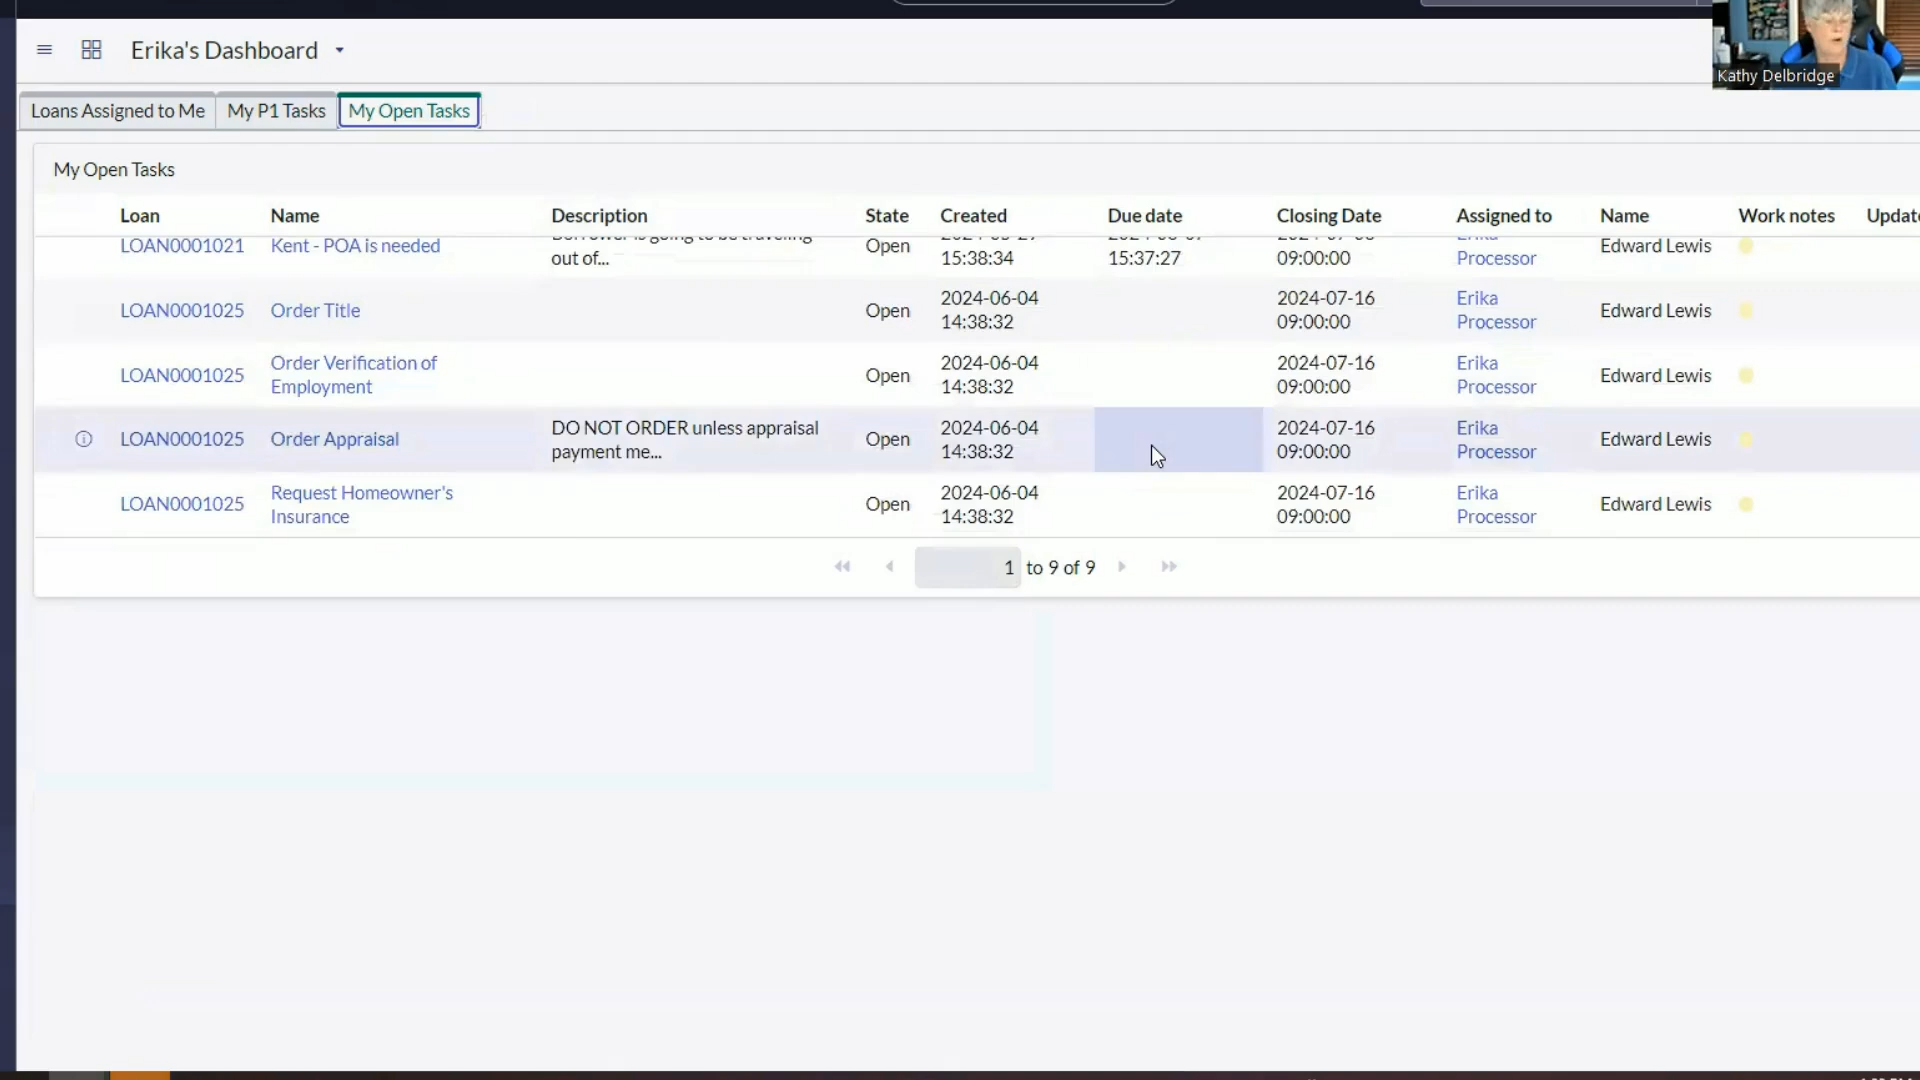 Erika's Dashboard
Kathy Delbridge
Loans Assigned to Me My P1 Tasks My Open Tasks
My Open Tasks
Loan Name Description State Created Due date Closing Date Assigned to Name Work notes
LOAN0001021 Kent - POA is needed Borrower is going to be traveling out of... Open 15:38:34 15:37:27 09:00:00 Erika Processor Edward Lewis
LOAN0001025 Order Title Open 2024-06-04 14:38:32 2024-07-16 09:00:00 Erika Processor Edward Lewis
LOAN0001025 Order Verification of Employment Open 2024-06-04 14:38:32 2024-07-16 09:00:00 Erika Processor Edward Lewis
LOAN0001025 Order Appraisal DO NOT ORDER unless appraisal payment me... Open 2024-06-04 14:38:32 2024-07-16 09:00:00 Erika Processor Edward Lewis
LOAN0001025 Request Homeowner's Insurance Open 2024-06-04 14:38:32 2024-07-16 09:00:00 Erika Processor Edward Lewis
1 to 9 of 9